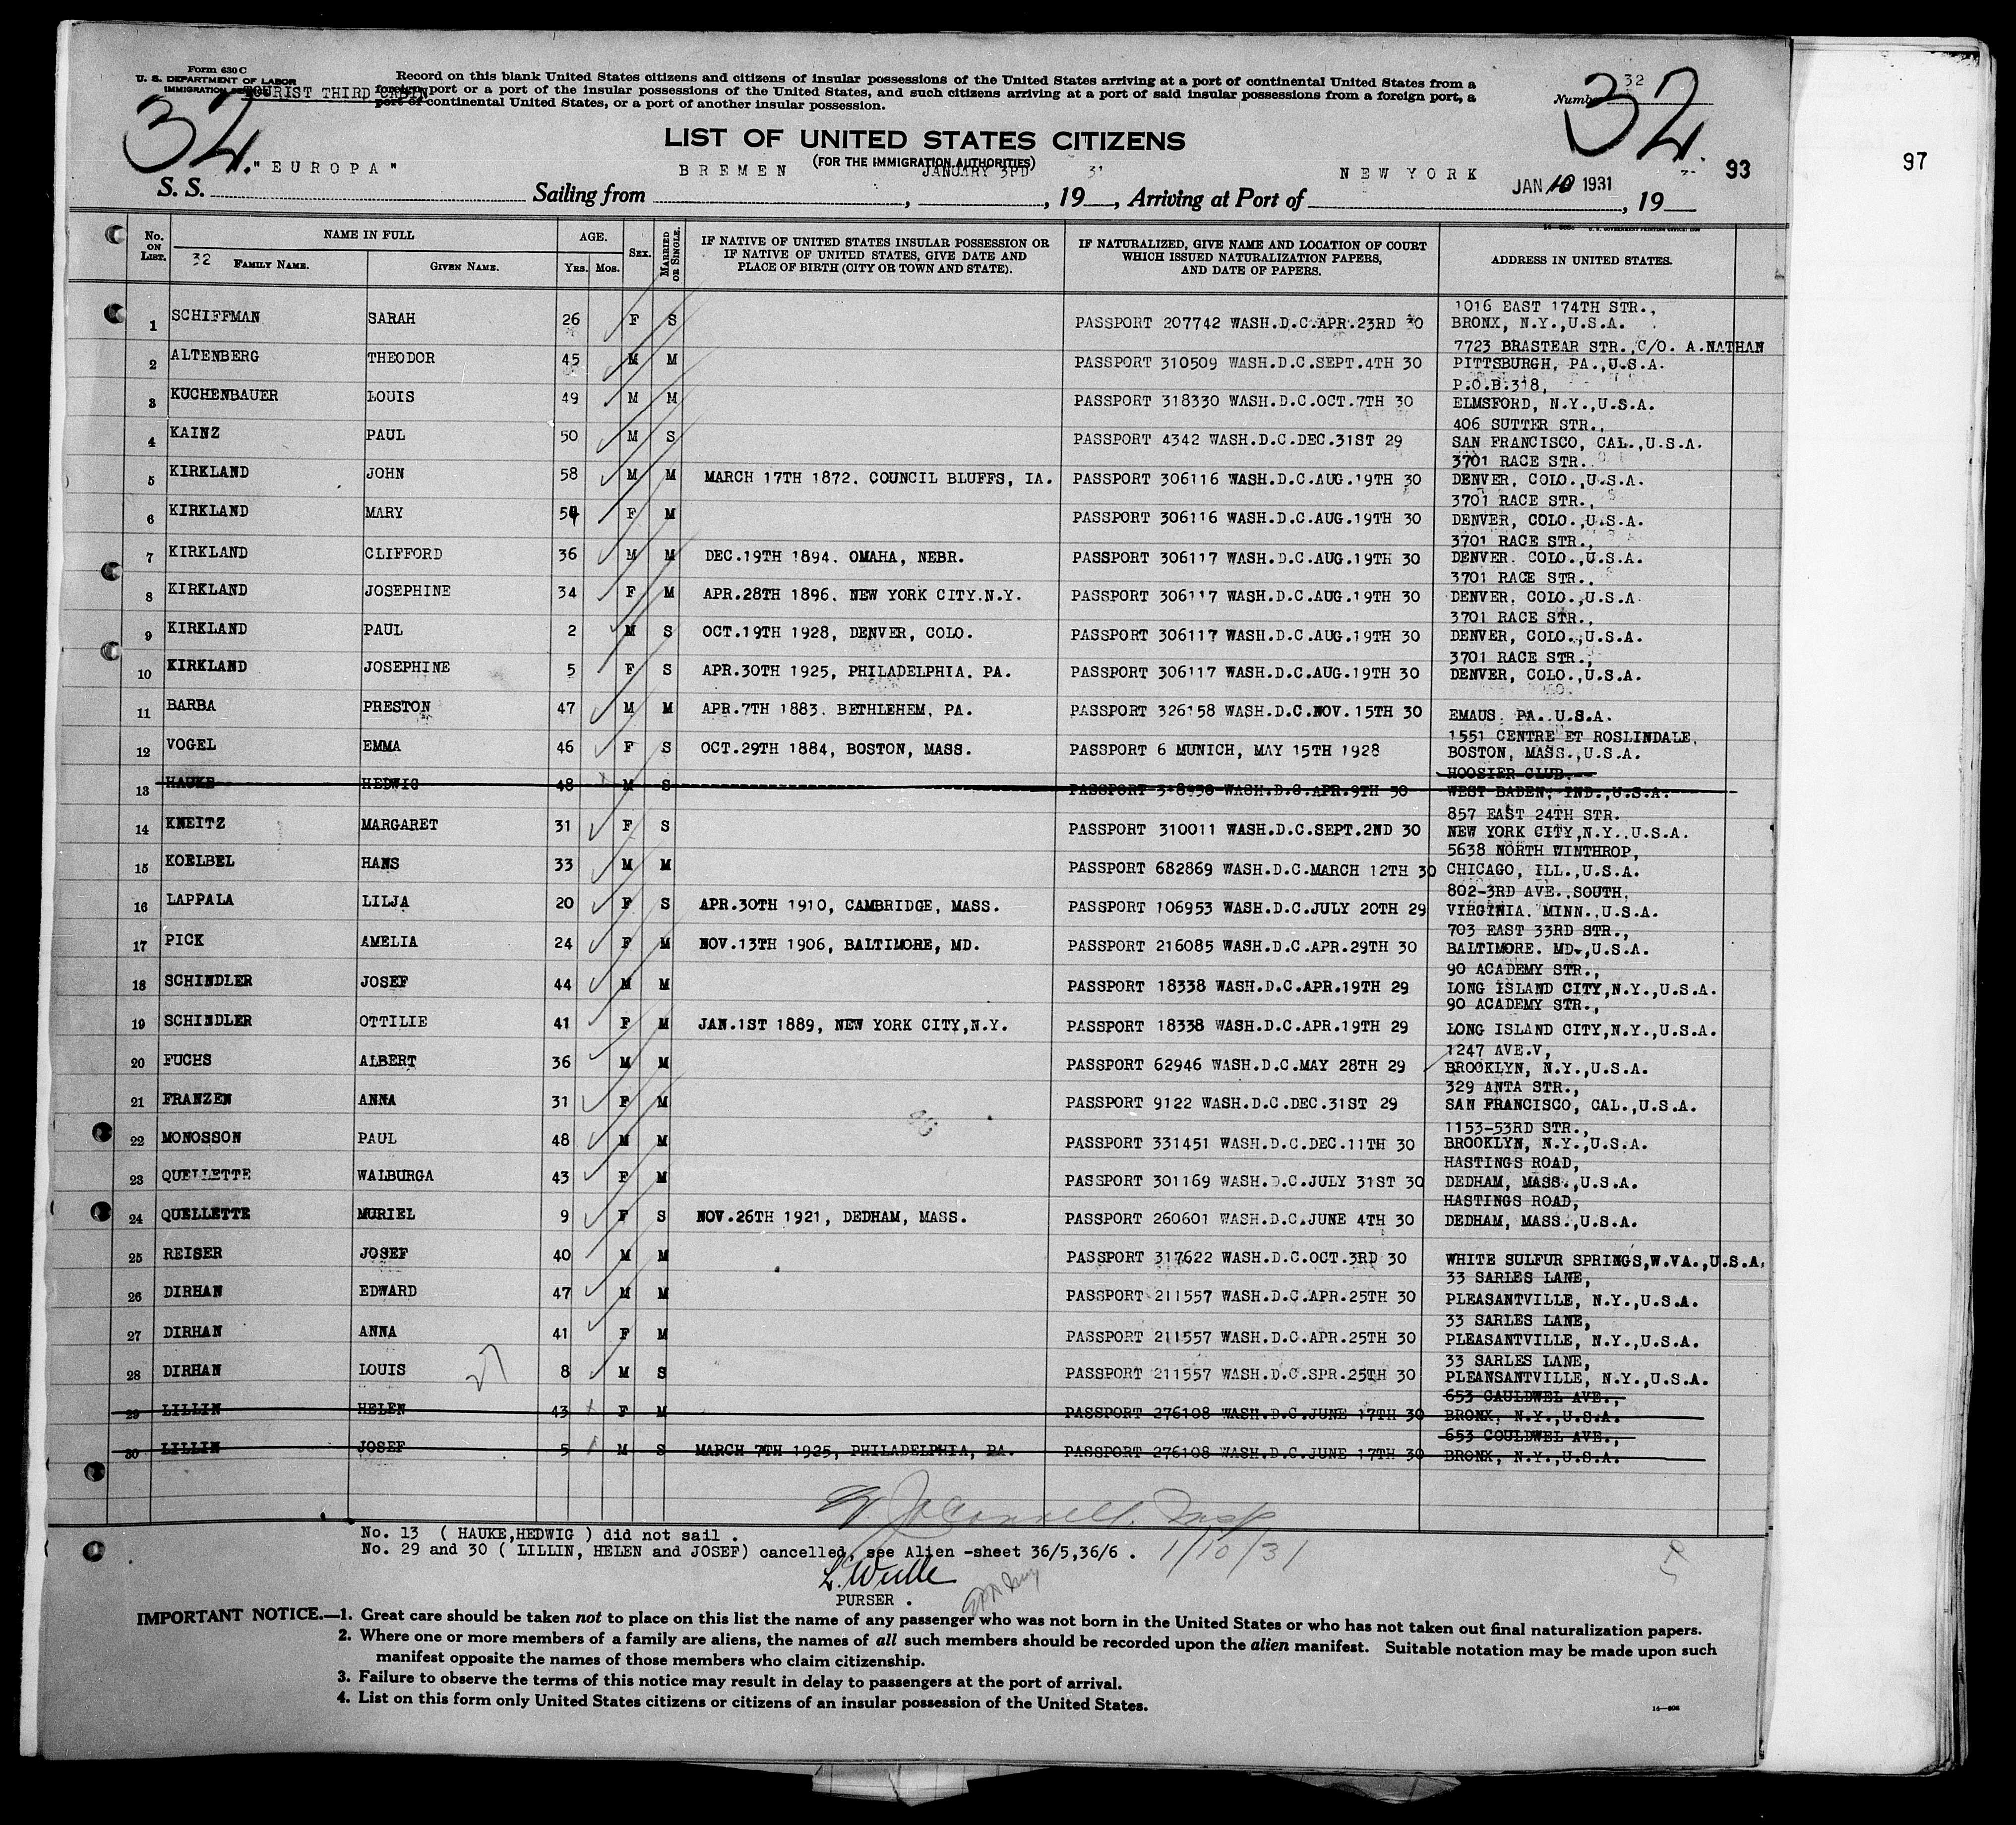 Form 630 C
U. S. DEPARTMENT OF LABOR
IMMIGRATION
TOURIST THIRD CABIN
Record on this blank United States citizens and citizens of insular possessions of the United States arriving at a port of continental United States from a
foreign port or a port of the insular possessions of the United States, and such citizens arriving at a port of said insular possessions from a foreign port, a
port of continental United States, or a port of another insular possession.
32
Number 32
32
LIST OF UNITED STATES CITIZENS
(FOR THE IMMIGRATION AUTHORITIES)
93
97
S. S. "EUROPA" Sailing from BREMEN, JANUARY 3RD, 19 31, Arriving at Port of NEW YORK JAN 10 1931, 19
No. ON LIST. NAME IN FULL AGE. SEX. MARRIED OR SINGLE. IF NATIVE OF UNITED STATES INSULAR POSSESSION OR IF NATIVE OF UNITED STATES, GIVE DATE AND PLACE OF BIRTH (CITY OR TOWN AND STATE). IF NATURALIZED, GIVE NAME AND LOCATION OF COURT WHICH ISSUED NATURALIZATION PAPERS, AND DATE OF PAPERS. ADDRESS IN UNITED STATES.
32 FAMILY NAME. GIVEN NAME. YRS. MOS.
1 SCHIFFMAN SARAH 26 F S PASSPORT 207742 WASH.D.C.APR.23RD 30 1016 EAST 174TH STR., BRONX, N.Y.,U.S.A.
2 ALTENBERG THEODOR 45 M M PASSPORT 310509 WASH.D.C.SEPT.4TH 30 7723 BRASTEAR STR.,C/O. A.NATHAN PITTSBURGH, PA.,U.S.A.
3 KUCHENBAUER LOUIS 49 M M PASSPORT 318330 WASH.D.C.OCT.7TH 30 P.O.B.318, ELMSFORD, N.Y.,U.S.A.
4 KAINZ PAUL 50 M S PASSPORT 4342 WASH.D.C.DEC.31ST 29 406 SUTTER STR., SAN FRANCISCO, CAL.,U.S.A.
5 KIRKLAND JOHN 58 M M MARCH 17TH 1872. COUNCIL BLUFFS, IA. PASSPORT 306116 WASH.D.C.AUG.19TH 30 3701 RACE STR. DENVER, COLO.,U.S.A.
6 KIRKLAND MARY 54 F M PASSPORT 306116 WASH.D.C.AUG.19TH 30 3701 RACE STR., DENVER, COLO.,U.S.A.
7 KIRKLAND CLIFFORD 36 M M DEC.19TH 1894. OMAHA, NEBR. PASSPORT 306117 WASH.D.C.AUG.19TH 30 3701 RACE STR., DENVER. COLO.,U.S.A.
8 KIRKLAND JOSEPHINE 34 F M APR.28TH 1896. NEW YORK CITY.N.Y. PASSPORT 306117 WASH.D.C.AUG.19TH 30 3701 RACE STR., DENVER. COLO.,U.S.A.
9 KIRKLAND PAUL 2 M S OCT.19TH 1928, DENVER, COLO. PASSPORT 306117 WASH.D.C.AUG.19TH 30 3701 RACE STR., DENVER, COLO.,U.S.A.
10 KIRKLAND JOSEPHINE 5 F S APR.30TH 1925, PHILADELPHIA. PA. PASSPORT 306117 WASH.D.C.AUG.19TH 30 3701 RACE STR., DENVER, COLO.,U.S.A.
11 BARBA PRESTON 47 M M APR.7TH 1883. BETHLEHEM, PA. PASSPORT 326158 WASH.D.C.NOV.15TH 30 EMAUS. PA..U.S.A.
12 VOGEL EMMA 46 F S OCT.29TH 1884, BOSTON, MASS. PASSPORT 6 MUNICH, MAY 15TH 1928 1551 CENTRE ET ROSLINDALE, BOSTON, MASS.,U.S.A.
13 HAUKE HEDWIG 48 M S PASSPORT WASH.D.C.APR.9TH 30 HOOSIER CLUB. WEST BADEN, IND.,U.S.A.
14 KNEITZ MARGARET 31 F S PASSPORT 310011 WASH.D.C.SEPT.2ND 30 857 EAST 24TH STR. NEW YORK CITY,N.Y..U.S.A.
15 KOELBEL HANS 33 M M PASSPORT 682869 WASH.D.C.MARCH 12TH 30 5638 NORTH WINTHROP, CHICAGO, ILL.,U.S.A.
16 LAPPALA LILJA 20 F S APR.30TH 1910, CAMBRIDGE, MASS. PASSPORT 106953 WASH.D.C.JULY 20TH 29 802-3RD AVE.,SOUTH, VIRGINIA. MINN.,U.S.A.
17 PICK AMELIA 24 F M NOV.13TH 1906, BALTIMORE, MD. PASSPORT 216085 WASH.D.C.APR.29TH 30 703 EAST 33RD STR., BALTIMORE. MD.,U.S.A.
18 SCHINDLER JOSEF 44 M M PASSPORT 18338 WASH.D.C.APR.19TH 29 90 ACADEMY STR., LONG ISLAND CITY,N.Y.,U.S.A.
19 SCHINDLER OTTILIE 41 F M JAN.1ST 1889, NEW YORK CITY,N.Y. PASSPORT 18338 WASH.D.C.APR.19TH 29 90 ACADEMY STR., LONG ISLAND CITY,N.Y.,U.S.A.
20 FUCHS ALBERT 36 M M PASSPORT 62946 WASH.D.C.MAY 28TH 29 1247 AVE.V, BROOKLYN, N.Y.,U.S.A.
21 FRANZEN ANNA 31 F M PASSPORT 9122 WASH.D.C.DEC.31ST 29 329 ANTA STR., SAN FRANCISCO, CAL.,U.S.A.
22 MONOSSON PAUL 48 M M PASSPORT 331451 WASH.D.C.DEC.11TH 30 1153-53RD STR., BROOKLYN, N.Y.,U.S.A.
23 QUELLETTE WALBURGA 43 F M PASSPORT 301169 WASH.D.C.JULY 31ST 30 HASTINGS ROAD, DEDHAM, MASS.,U.S.A.
24 QUELLETTE MURIEL 9 F S NOV.26TH 1921, DEDHAM, MASS. PASSPORT 260601 WASH.D.C.JUNE 4TH 30 HASTINGS ROAD, DEDHAM, MASS.,U.S.A.
25 REISER JOSEF 40 M M PASSPORT 317622 WASH.D.C.OCT.3RD 30 WHITE SULFUR SPRINGS,W.VA.,U.S.A.
26 DIRHAN EDWARD 47 M M PASSPORT 211557 WASH.D.C.APR.25TH 30 33 SARLES LANE, PLEASANTVILLE, N.Y.,U.S.A.
27 DIRHAN ANNA 41 F M PASSPORT 211557 WASH.D.C.APR.25TH 30 33 SARLES LANE, PLEASANTVILLE, N.Y.,U.S.A.
28 DIRHAN LOUIS 8 M S PASSPORT 211557 WASH.D.C.SPR.25TH 30 33 SARLES LANE, PLEANSANTVILLE, N.Y.,U.S.A.
29 LILLIN HELEN 43 F M PASSPORT 276108 WASH.D.C.JUNE 17TH 30 653 CAULDWEL AVE., BRONX, N.Y.,U.S.A.
30 LILLIN JOSEF 5 M S MARCH 7TH 1925, PHILADELPHIA, PA. PASSPORT 276108 WASH.D.C.JUNE 17TH 30 653 COULDWEL AVE., BRONX, N.Y.,U.S.A.
No. 13 ( HAUKE,HEDWIG ) did not sail .
No. 29 and 30 ( LILLIN, HELEN and JOSEF) cancelled, see Alien -sheet 36/5,36/6 . 1/10/31
PURSER .
IMPORTANT NOTICE.—1. Great care should be taken not to place on this list the name of any passenger who was not born in the United States or who has not taken out final naturalization papers.
2. Where one or more members of a family are aliens, the names of all such members should be recorded upon the alien manifest. Suitable notation may be made upon such
manifest opposite the names of those members who claim citizenship.
3. Failure to observe the terms of this notice may result in delay to passengers at the port of arrival.
4. List on this form only United States citizens or citizens of an insular possession of the United States.